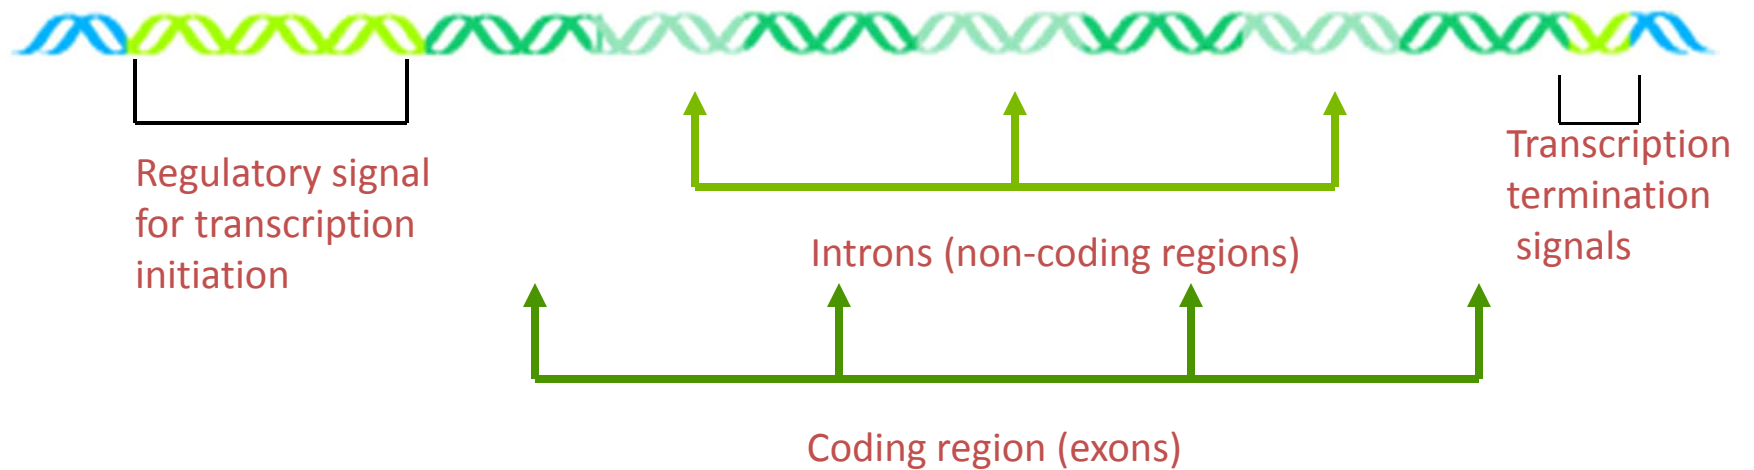 Regulatory signal
for transcription
initiation
Introns (non-coding regions)
Transcription
termination
signals
Coding region (exons)